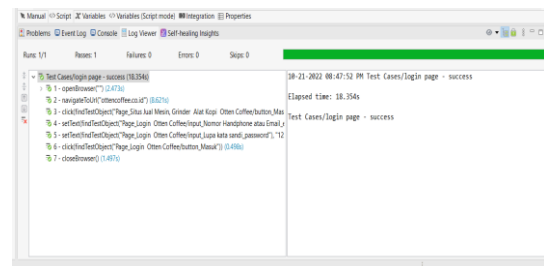 Manual Script Variables Variables (Script mode) Integration Properties
Problems Event Log Console Log Viewer Self-healing Insights
Runs: 1/1 Passes: 1 Failures: 0 Errors: 0 Skips: 0
Test Cases/login page - success (18.354s)
1 - openBrowser("") (2.473s)
2 - navigateToUrl("ottencoffee.co.id") (8.621s)
3 - click(findTestObject("Page_Situs Jual Mesin, Grinder Alat Kopi Otten Coffee/button_Mas
4 - setText(findTestObject("Page_Login Otten Coffee/input_Nomor Handphone atau Email_e
5 - setText(findTestObject("Page_Login Otten Coffee/input_Lupa kata sandi_password"), "12
6 - click(findTestObject("Page_Login Otten Coffee/button_Masuk")) (0.498s)
7 - closeBrowser() (1.497s)
10-21-2022 08:47:52 PM Test Cases/login page - success
Elapsed time: 18.354s
Test Cases/login page - success